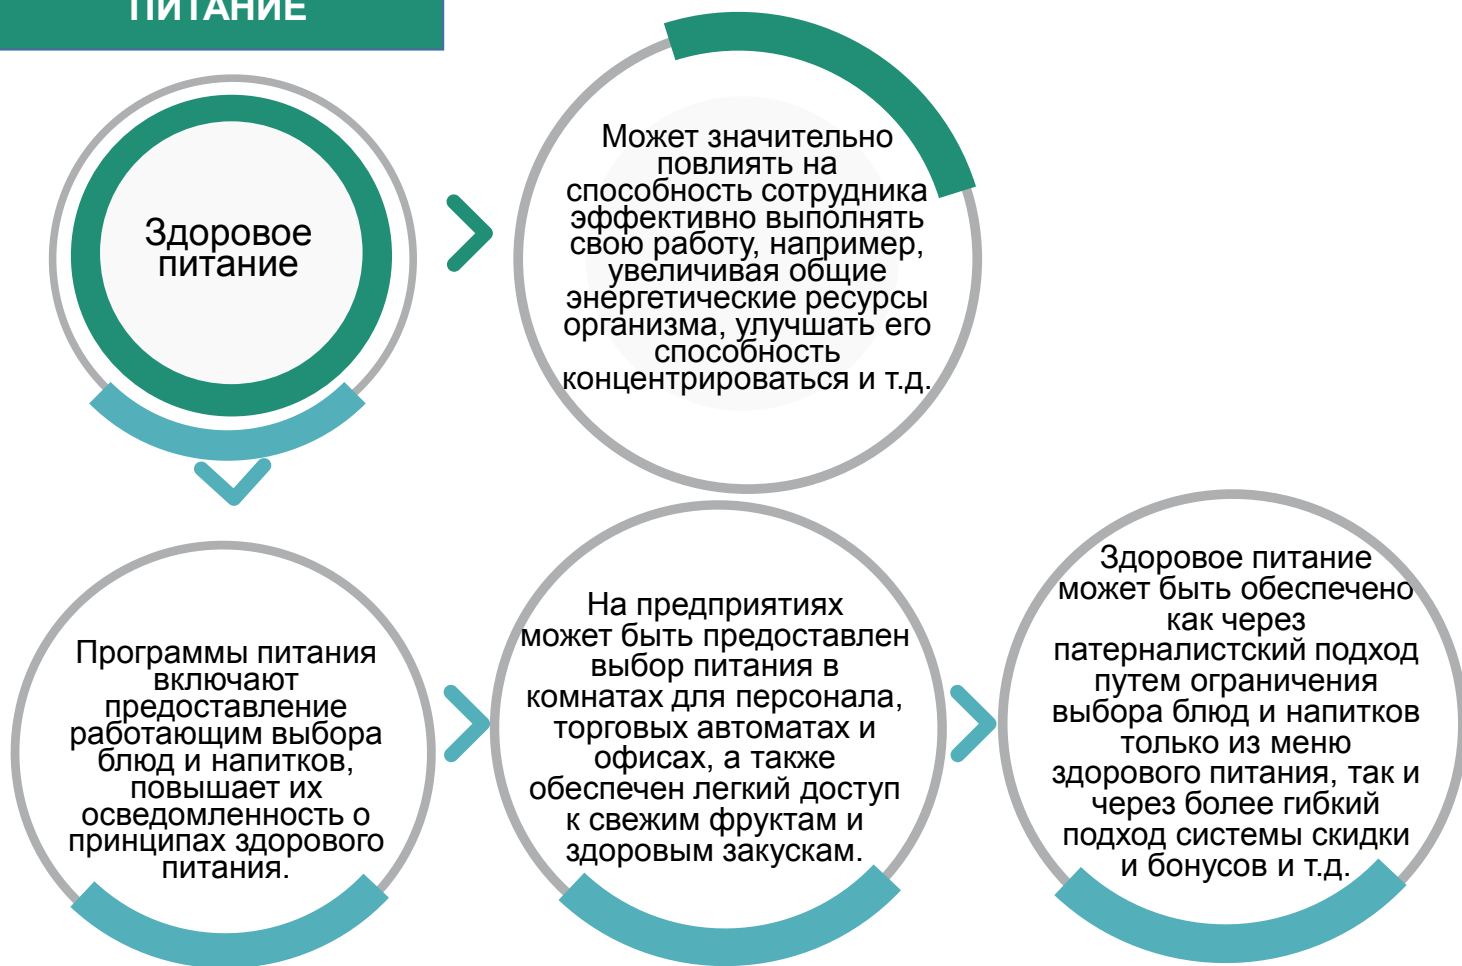 ПИТАНИЕ
Здоровое
питание
Может значительно
повлиять на
способность сотрудника
эффективно выполнять
свою работу, например,
увеличивая общие
энергетические ресурсы
организма, улучшать его
способность
концентрироваться и т.д.
Программы питания
включают
предоставление
работающим выбора
блюд и напитков,
повышает их
осведомленность о
принципах здорового
питания.
На предприятиях
может быть предоставлен
выбор питания в
комнатах для персонала,
торговых автоматах и
офисах, а также
обеспечен легкий доступ
к свежим фруктам и
здоровым закускам.
Здоровое питание
может быть обеспечено
как через
патерналистский подход
путем ограничения
выбора блюд и напитков
только из меню
здорового питания, так и
через более гибкий
подход системы скидки
и бонусов и т.д.